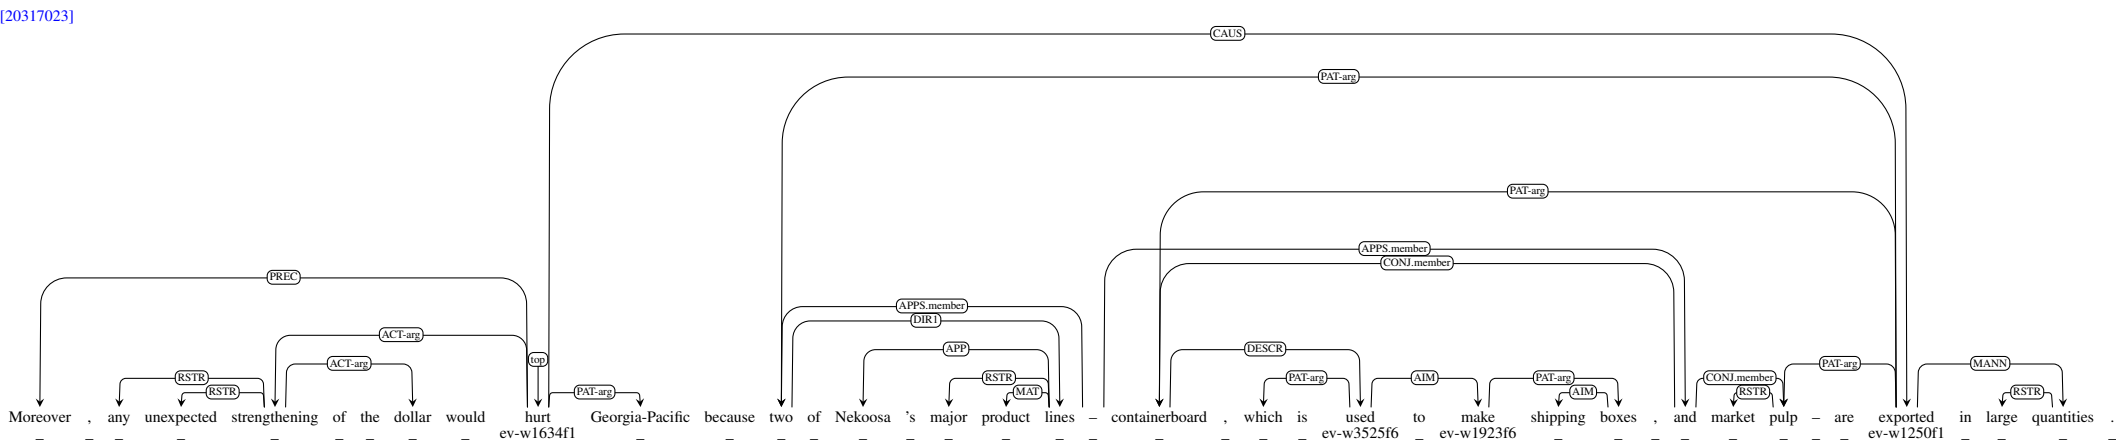 [20317023]
CAUS
PAT-arg
PAT-arg
APPS.member
CONJ.member
PREC
APPS.member
DIR1
ACT-arg
APP DESCR
top
ACT-arg PAT-arg MANN
RSTR RSTR PAT-arg AIM PAT-arg CONJ.member
RSTR PAT-arg MAT AIM RSTR RSTR
Moreover , any unexpected strengthening of the dollar would hurt Georgia-Pacific because two of Nekoosa 's major product lines – containerboard , which is used to make shipping boxes , and market pulp – are exported in large quantities .
_ _ _ _ _ _ _ _ _ ev-w1634f1 _ _ _ _ _ _ _ _ _ _ _ _ _ _ ev-w3525f6 _ ev-w1923f6 _ _ _ _ _ _ _ _ ev-w1250f1 _ _ _ _